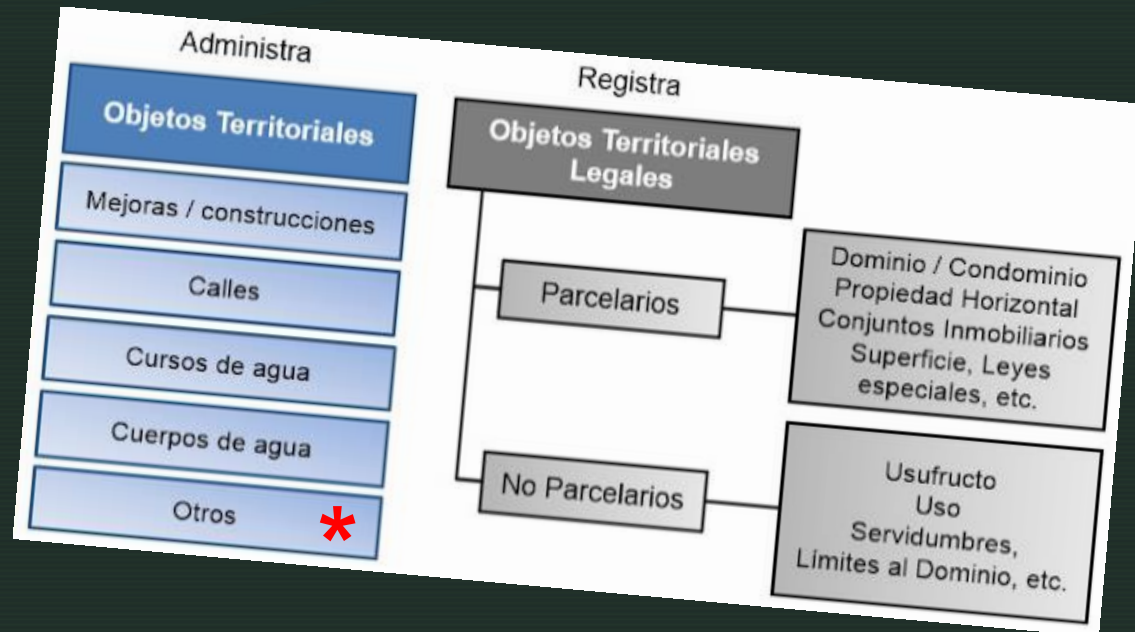 Administra
Objetos Territoriales
Mejoras / construcciones
Calles
Cursos de agua
Cuerpos de agua
Otros *
Registra
Objetos Territoriales
Legales
Parcelarios
Dominio / Condominio
Propiedad Horizontal
Conjuntos Inmobiliarios
Superficie, Leyes
especiales, etc.
No Parcelarios
Usufructo
Uso
Servidumbres,
Límites al Dominio, etc.